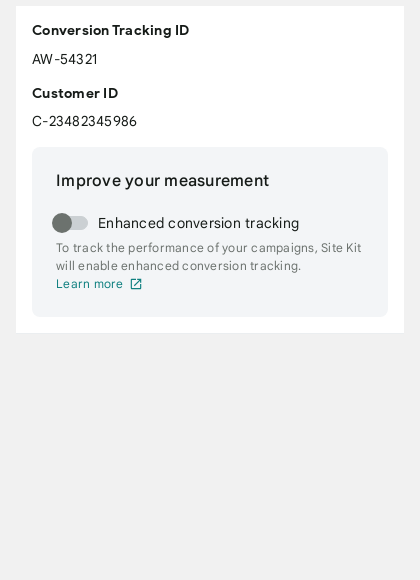 Conversion Tracking ID
AW-54321
Customer ID
C-23482345986
Improve your measurement
Enhanced conversion tracking
To track the performance of your campaigns, Site Kit
will enable enhanced conversion tracking.
Learn more